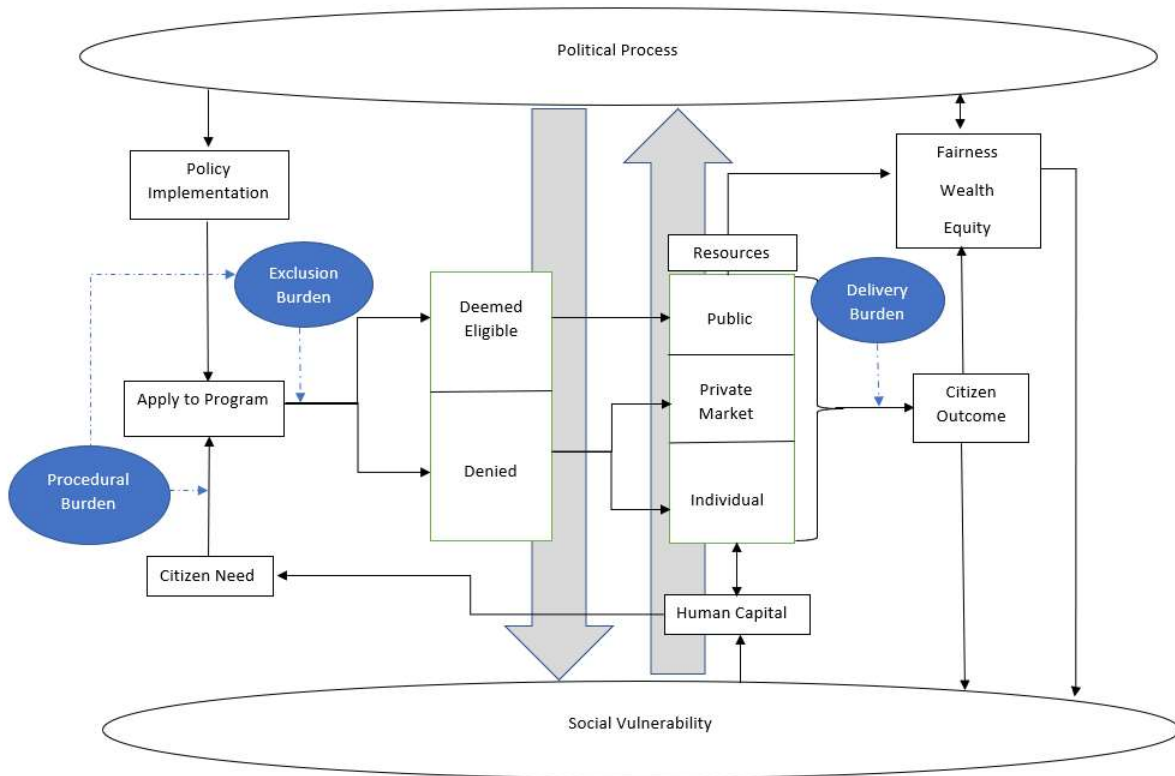 Political Process
Policy
Implementation
Fairness
Wealth
Equity
Resources
Exclusion
Burden
Deemed
Eligible
Public
Delivery
Burden
Apply to Program
Private
Market
Citizen
Outcome
Procedural
Burden
Denied
Individual
Citizen Need
Human Capital
Social Vulnerability